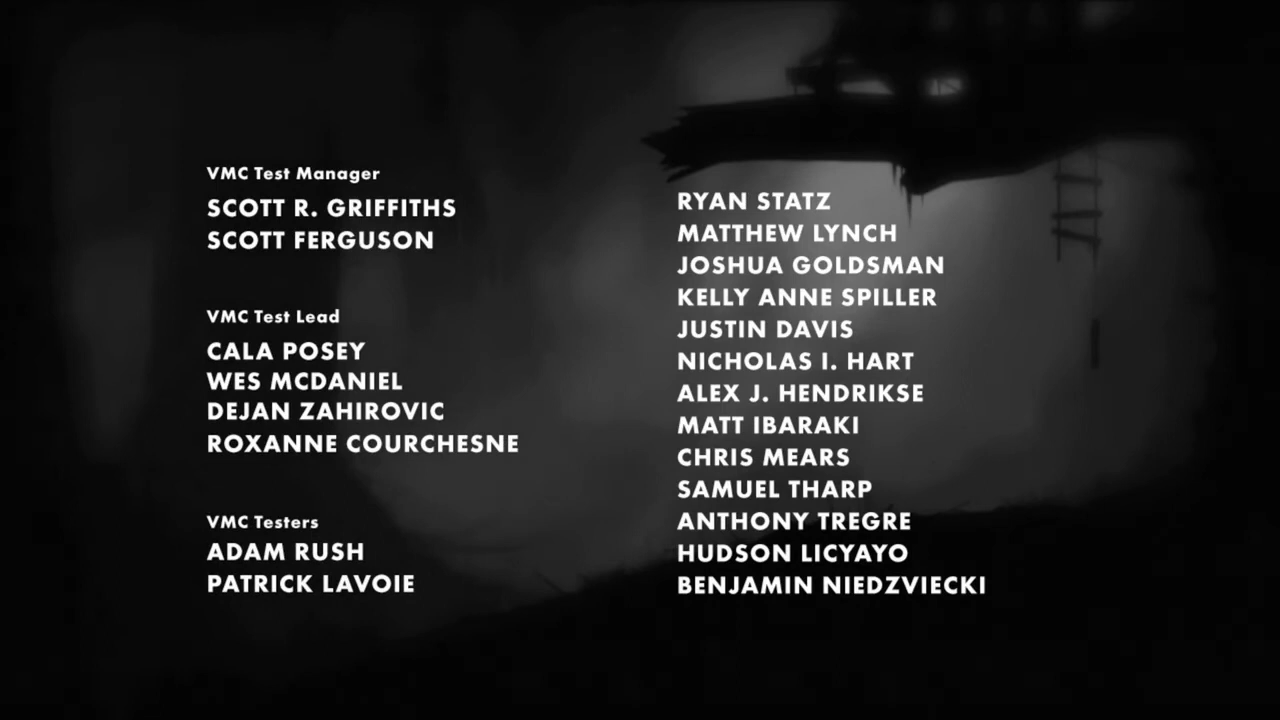 VMC Test Manager
SCOTT R. GRIFFITHS
SCOTT FERGUSON
VMC Test Lead
CALA POSEY
WES MCDANIEL
DEJAN ZAHIROVIC
ROXANNE COURCHESNE
VMC Testers
ADAM RUSH
PATRICK LAVOIE
RYAN STATZ
MATTHEW LYNCH
JOSHUA GOLDSMAN
KELLY ANNE SPILLER
JUSTIN DAVIS
NICHOLAS I. HART
ALEX J. HENDRIKSE
MATT IBARAKI
CHRIS MEARS
SAMUEL THARP
ANTHONY TREGRE
HUDSON LICYAYO
BENJAMIN NIEDZVIECKI